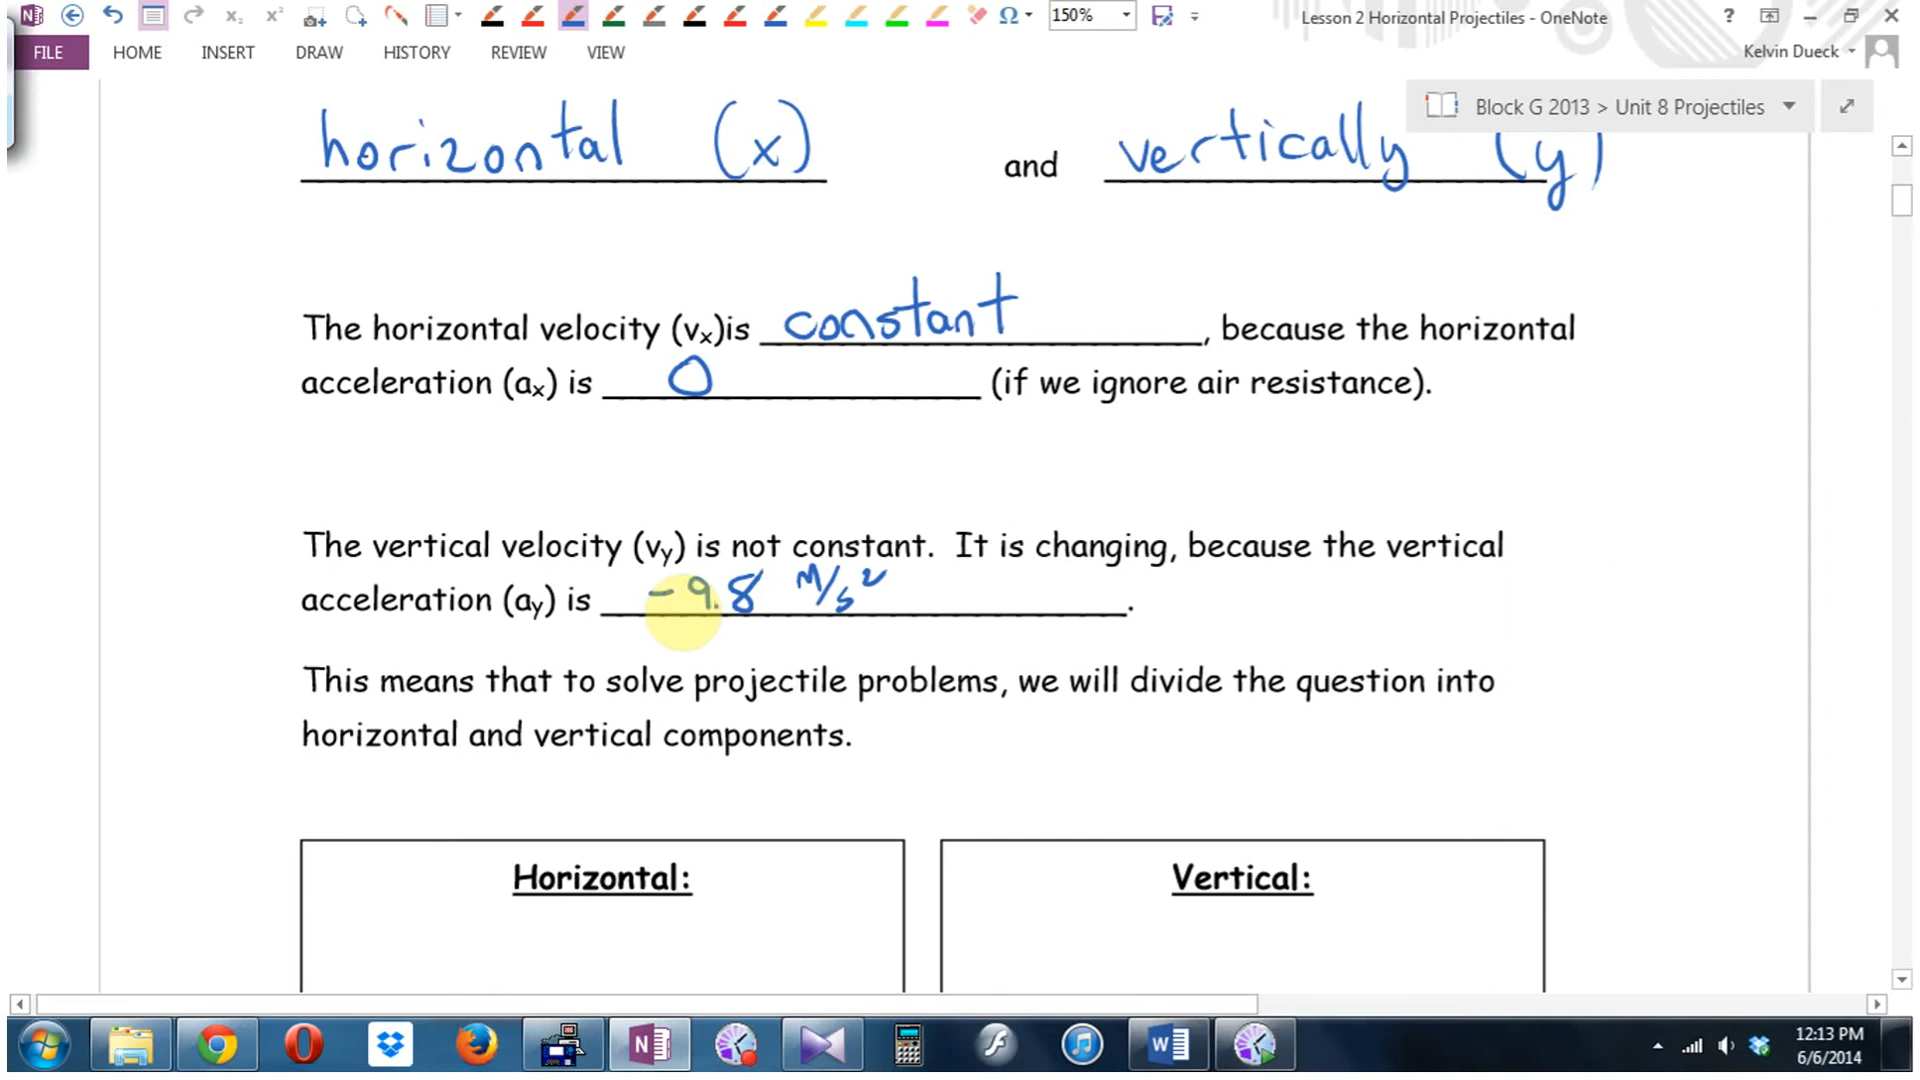 150%
Lesson 2 Horizontal Projectiles - OneNote
?
FILE HOME INSERT DRAW HISTORY REVIEW VIEW
Kelvin Dueck
Block G 2013 > Unit 8 Projectiles
horizontal (x) and vertically (y)
The horizontal velocity (vₓ)is constant, because the horizontal
acceleration (aₓ) is 0 (if we ignore air resistance).
The vertical velocity (vy) is not constant. It is changing, because the vertical
acceleration (ay) is -9.8 m/s².
This means that to solve projectile problems, we will divide the question into
horizontal and vertical components.
Horizontal: Vertical:
12:13 PM
6/6/2014